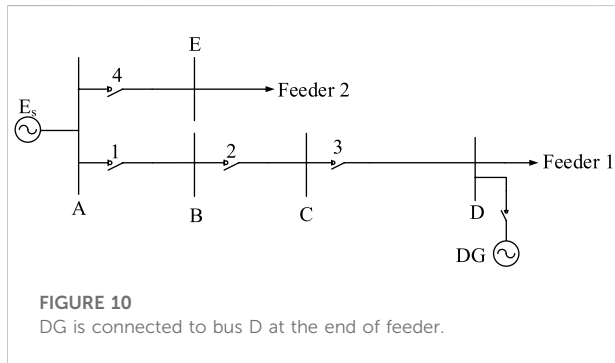 E
4
Feeder 2
Es
1
2
3
Feeder 1
A
B
C
D
DG
FIGURE 10
DG is connected to bus D at the end of feeder.